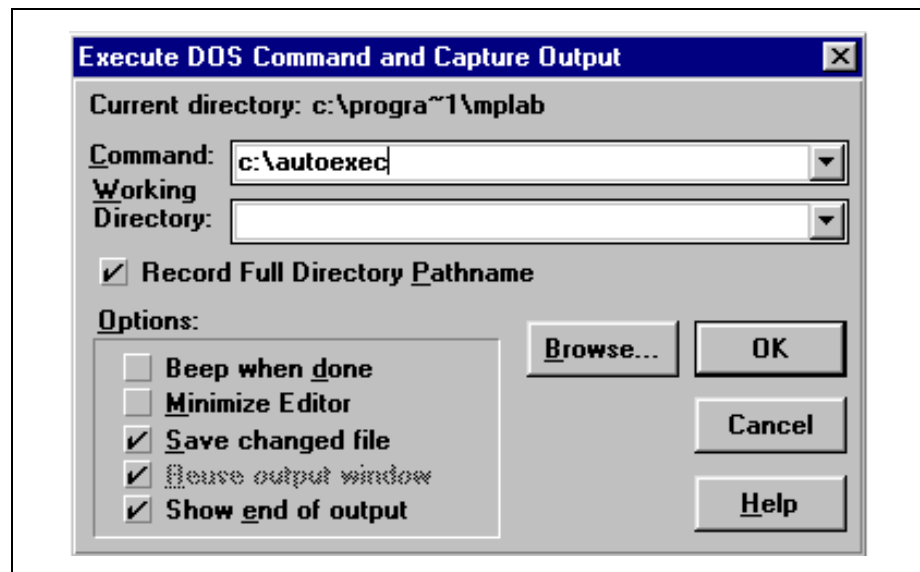 Execute DOS Command and Capture Output
Current directory: c:\progra~1\mplab
Command: c:\autoexec
Working
Directory:
Record Full Directory Pathname
Options:
Beep when done
Minimize Editor
Save changed file
Reuse output window
Show end of output
Browse...
OK
Cancel
Help